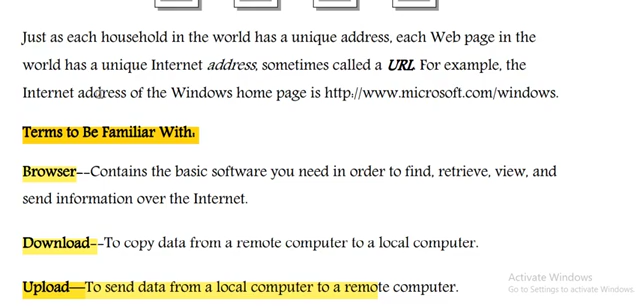 Just as each household in the world has a unique address, each Web page in the
world has a unique Internet address, sometimes called a URL. For example, the
Internet address of the Windows home page is http://www.microsoft.com/windows.
Terms to Be Familiar With:
Browser--Contains the basic software you need in order to find, retrieve, view, and
send information over the Internet.
Download--To copy data from a remote computer to a local computer.
Upload—To send data from a local computer to a remote computer.
Activate Windows
Go to Settings to activate Windows.